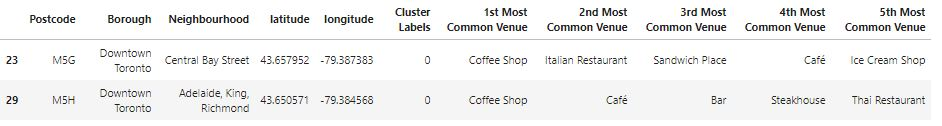 Postcode Borough Neighbourhood latitude longitude Cluster Labels 1st Most Common Venue 2nd Most Common Venue 3rd Most Common Venue 4th Most Common Venue 5th Most Common Venue
23 M5G Downtown Toronto Central Bay Street 43.657952 -79.387383 0 Coffee Shop Italian Restaurant Sandwich Place Café Ice Cream Shop
29 M5H Downtown Toronto Adelaide, King, Richmond 43.650571 -79.384568 0 Coffee Shop Café Bar Steakhouse Thai Restaurant